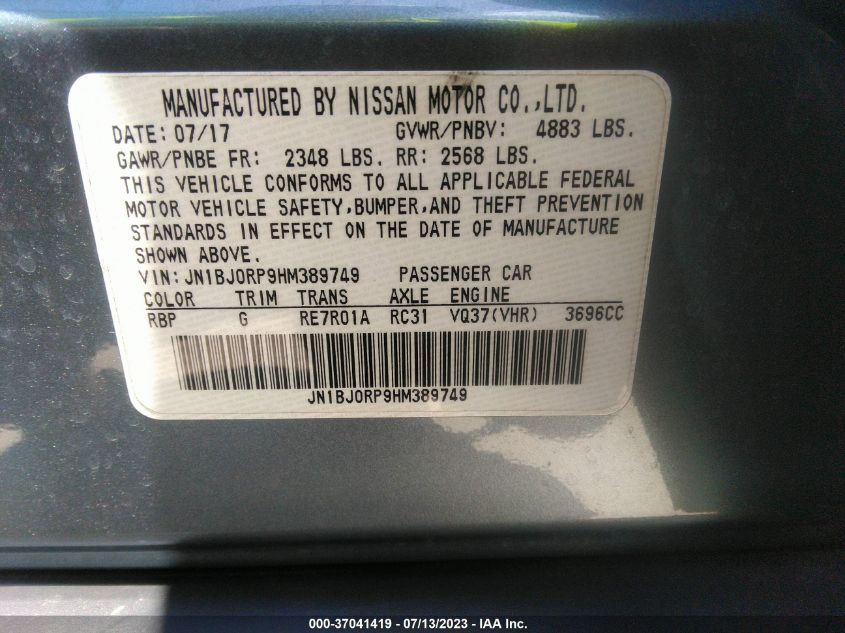 MANUFACTURED BY NISSAN MOTOR CO.,LTD.
DATE: 07/17 GVWR/PNBV: 4883 LBS.
GAWR/PNBE FR: 2348 LBS. RR: 2568 LBS.
THIS VEHICLE CONFORMS TO ALL APPLICABLE FEDERAL
MOTOR VEHICLE SAFETY,BUMPER,AND THEFT PREVENTION
STANDARDS IN EFFECT ON THE DATE OF MANUFACTURE
SHOWN ABOVE.
VIN:JN1BJ0RP9HM389749 PASSENGER CAR
COLOR TRIM TRANS AXLE ENGINE
RBP G RE7R01A RC31 VQ37(VHR) 3696CC
JN1BJ0RP9HM389749
000-37041419 - 07/13/2023 - IAA Inc.